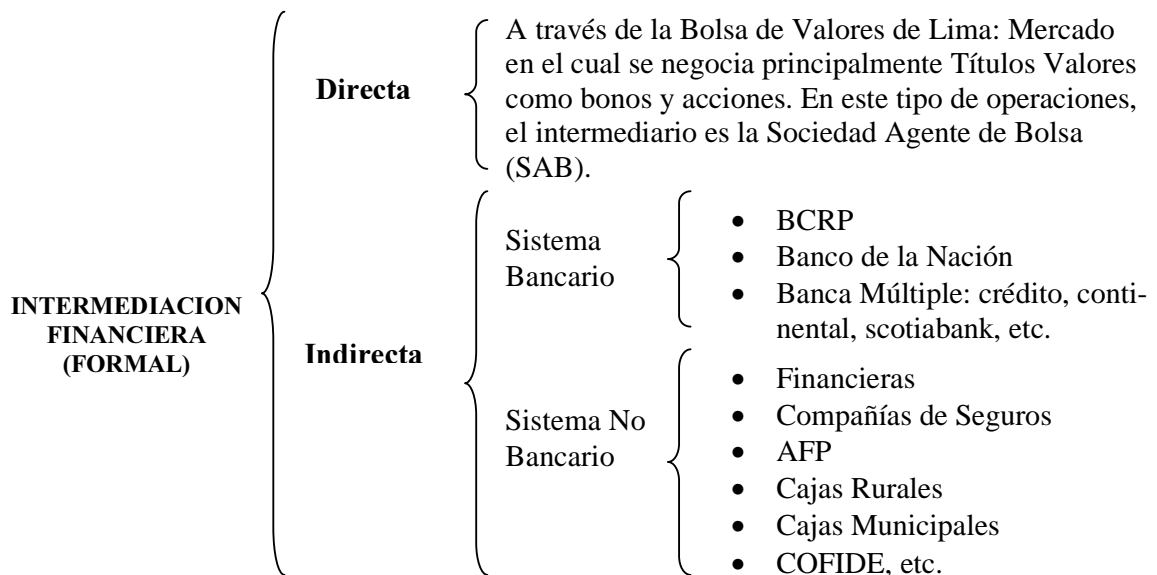 INTERMEDIACION
FINANCIERA
(FORMAL)
Directa
A través de la Bolsa de Valores de Lima: Mercado
en el cual se negocia principalmente Títulos Valores
como bonos y acciones. En este tipo de operaciones,
el intermediario es la Sociedad Agente de Bolsa
(SAB).
Indirecta
Sistema
Bancario
• BCRP
• Banco de la Nación
• Banca Múltiple: crédito, conti-
nental, scotiabank, etc.
Sistema No
Bancario
• Financieras
• Compañías de Seguros
• AFP
• Cajas Rurales
• Cajas Municipales
• COFIDE, etc.